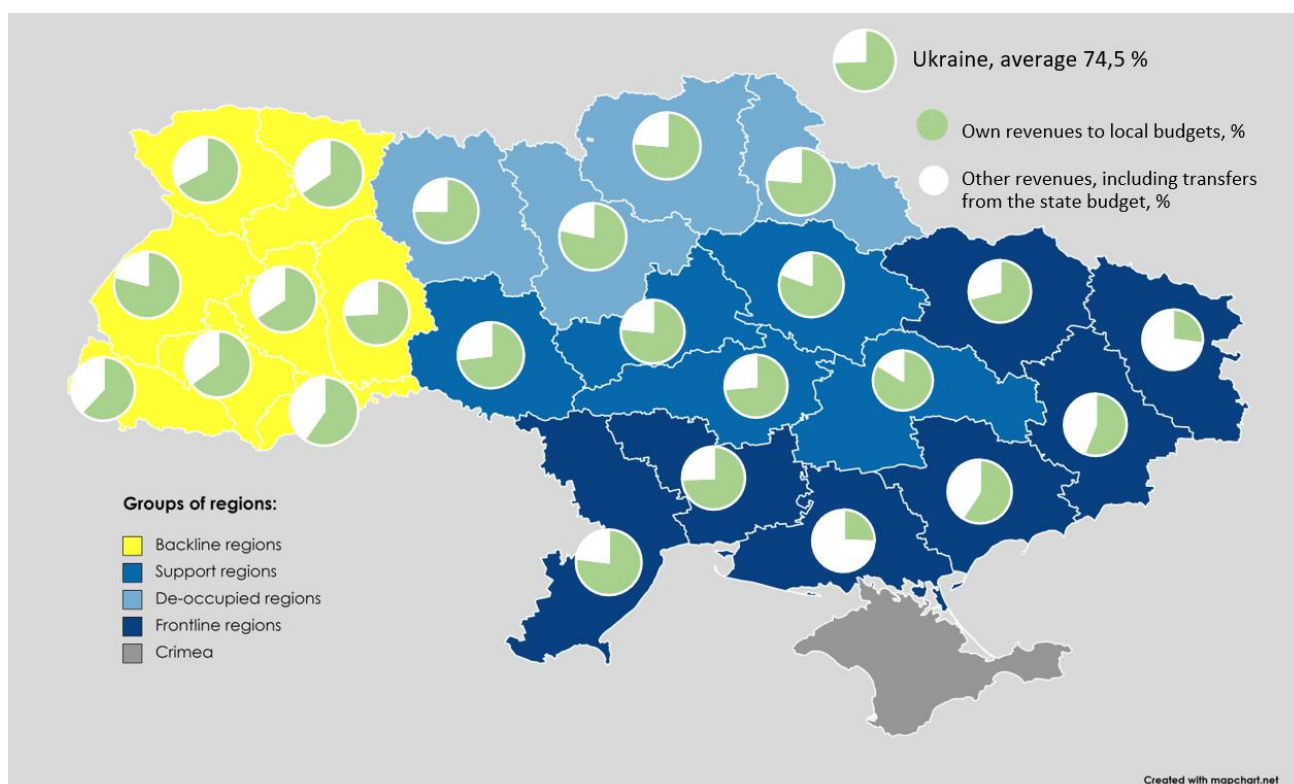 Ukraine, average 74,5 %
Own revenues to local budgets, %
Other revenues, including transfers
from the state budget, %
Groups of regions:
Backline regions
Support regions
De-occupied regions
Frontline regions
Crimea
Created with mapchart.net